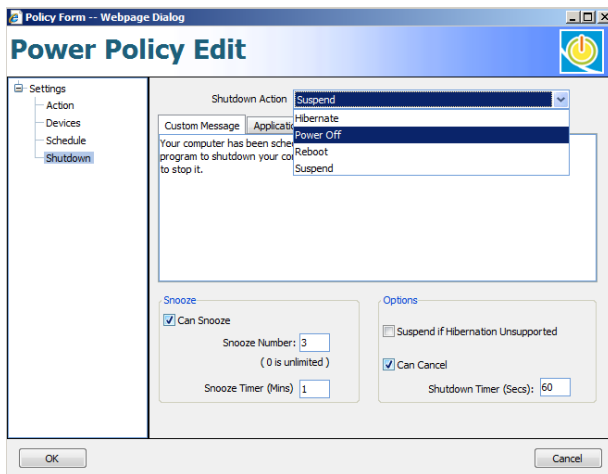 Policy Form -- Webpage Dialog
Power Policy Edit
Settings
Action
Devices
Schedule
Shutdown
Shutdown Action Suspend
Hibernate
Power Off
Reboot
Suspend
Custom Message
Your computer has been
program to shutdown your
to stop it.
Snooze
Can Snooze
Snooze Number: 3
( 0 is unlimited )
Snooze Timer (Mins) 1
Options
Suspend if Hibernation Unsupported
Can Cancel
Shutdown Timer (Secs): 60
OK
Cancel